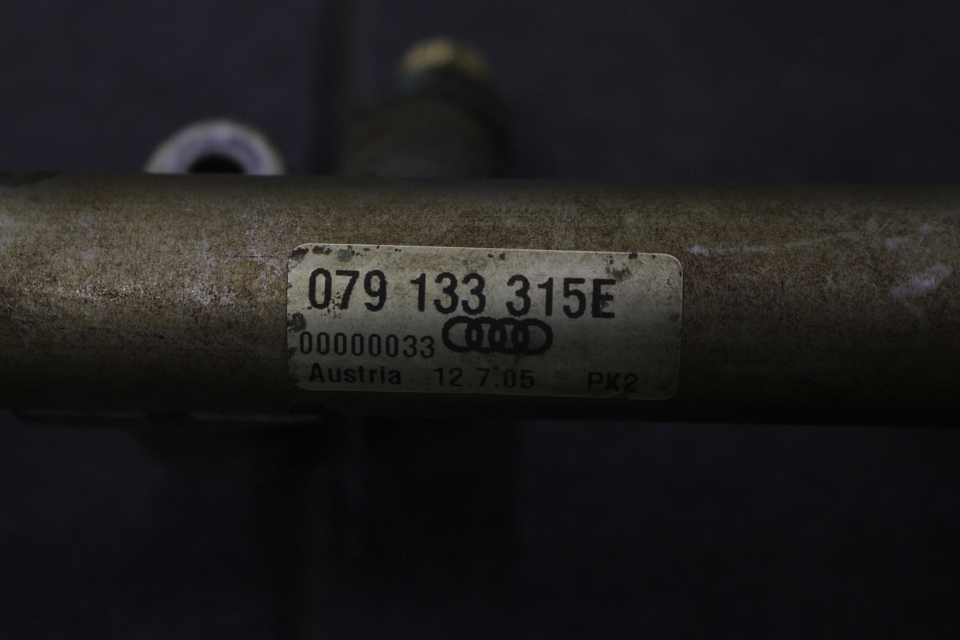 079 133 315E
00000033
Austria 12.7.05 PK2